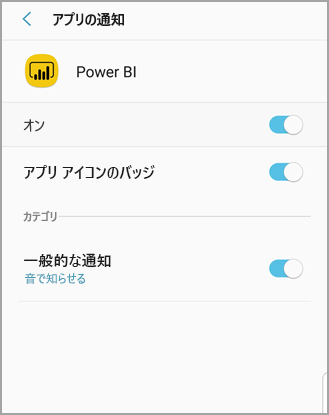 アプリの通知
Power BI
オン
アプリ アイコンのバッジ
カテゴリ
一般的な通知
音で知らせる